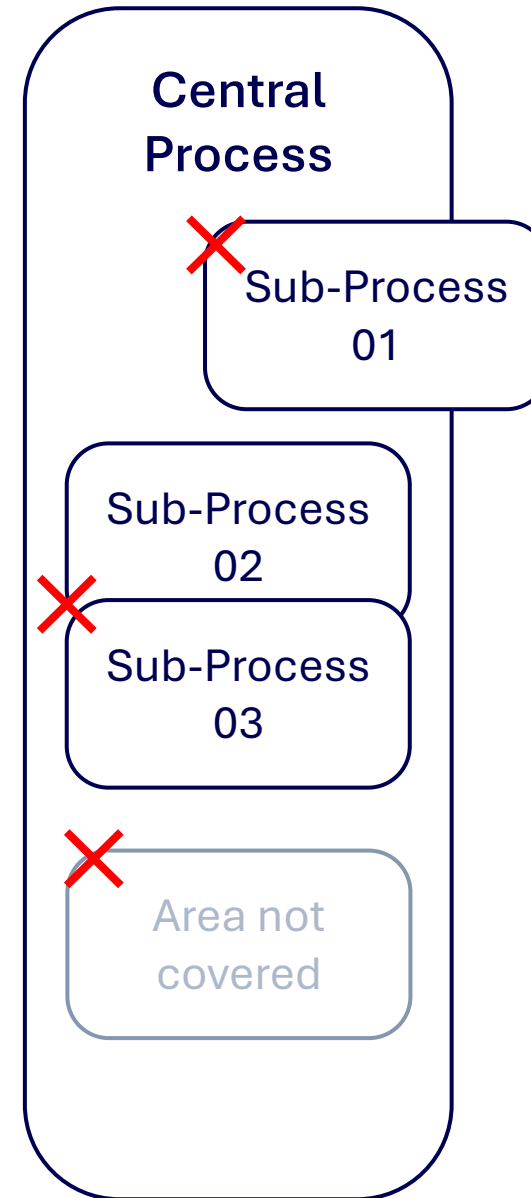 Central
Process
Sub-Process
01
Sub-Process
02
Sub-Process
03
Area not
covered